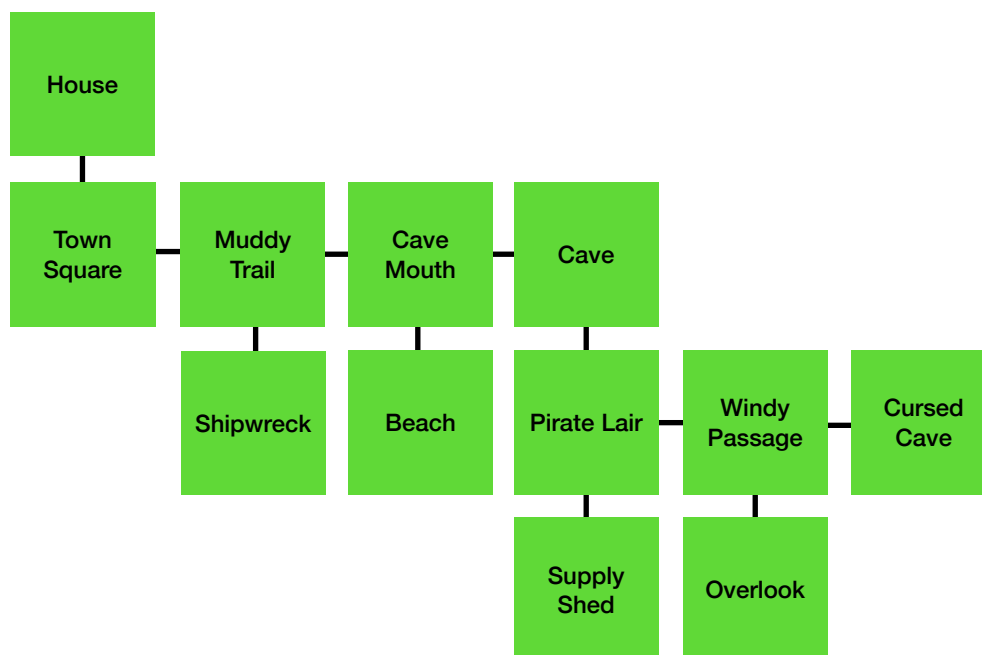 House
Town
Square
Muddy
Trail
Cave
Mouth
Cave
Shipwreck
Beach
Pirate Lair
Windy
Passage
Cursed
Cave
Supply
Shed
Overlook